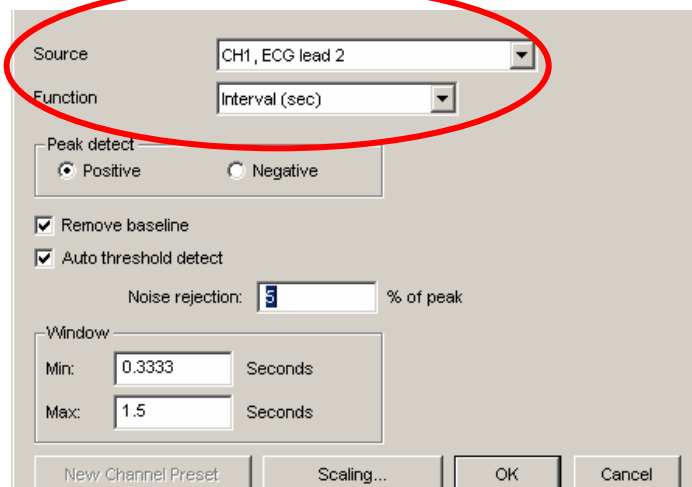 Source CH1, ECG lead 2
Function Interval (sec)
Peak detect
Positive Negative
Remove baseline
Auto threshold detect
Noise rejection: 5 % of peak
Window
Min: 0.3333 Seconds
Max: 1.5 Seconds
New Channel Preset Scaling... OK Cancel